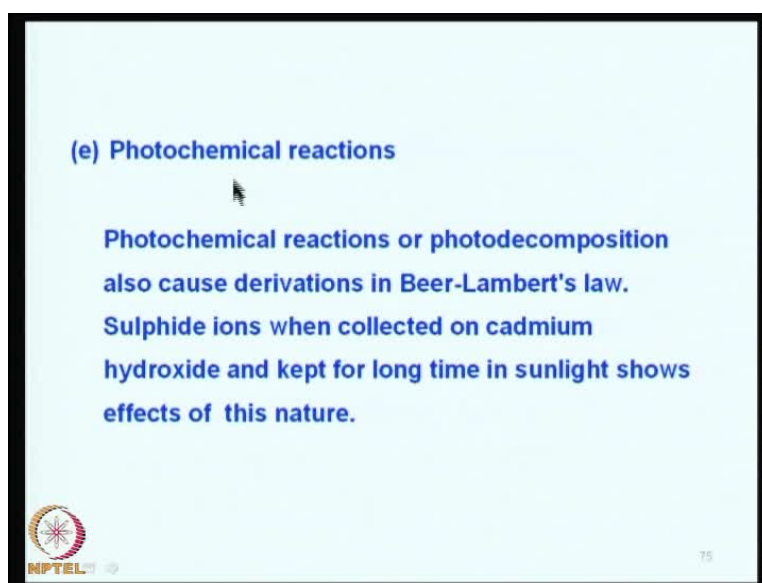 (e) Photochemical reactions
Photochemical reactions or photodecomposition
also cause derivations in Beer-Lambert's law.
Sulphide ions when collected on cadmium
hydroxide and kept for long time in sunlight shows
effects of this nature.
NPTEL
76